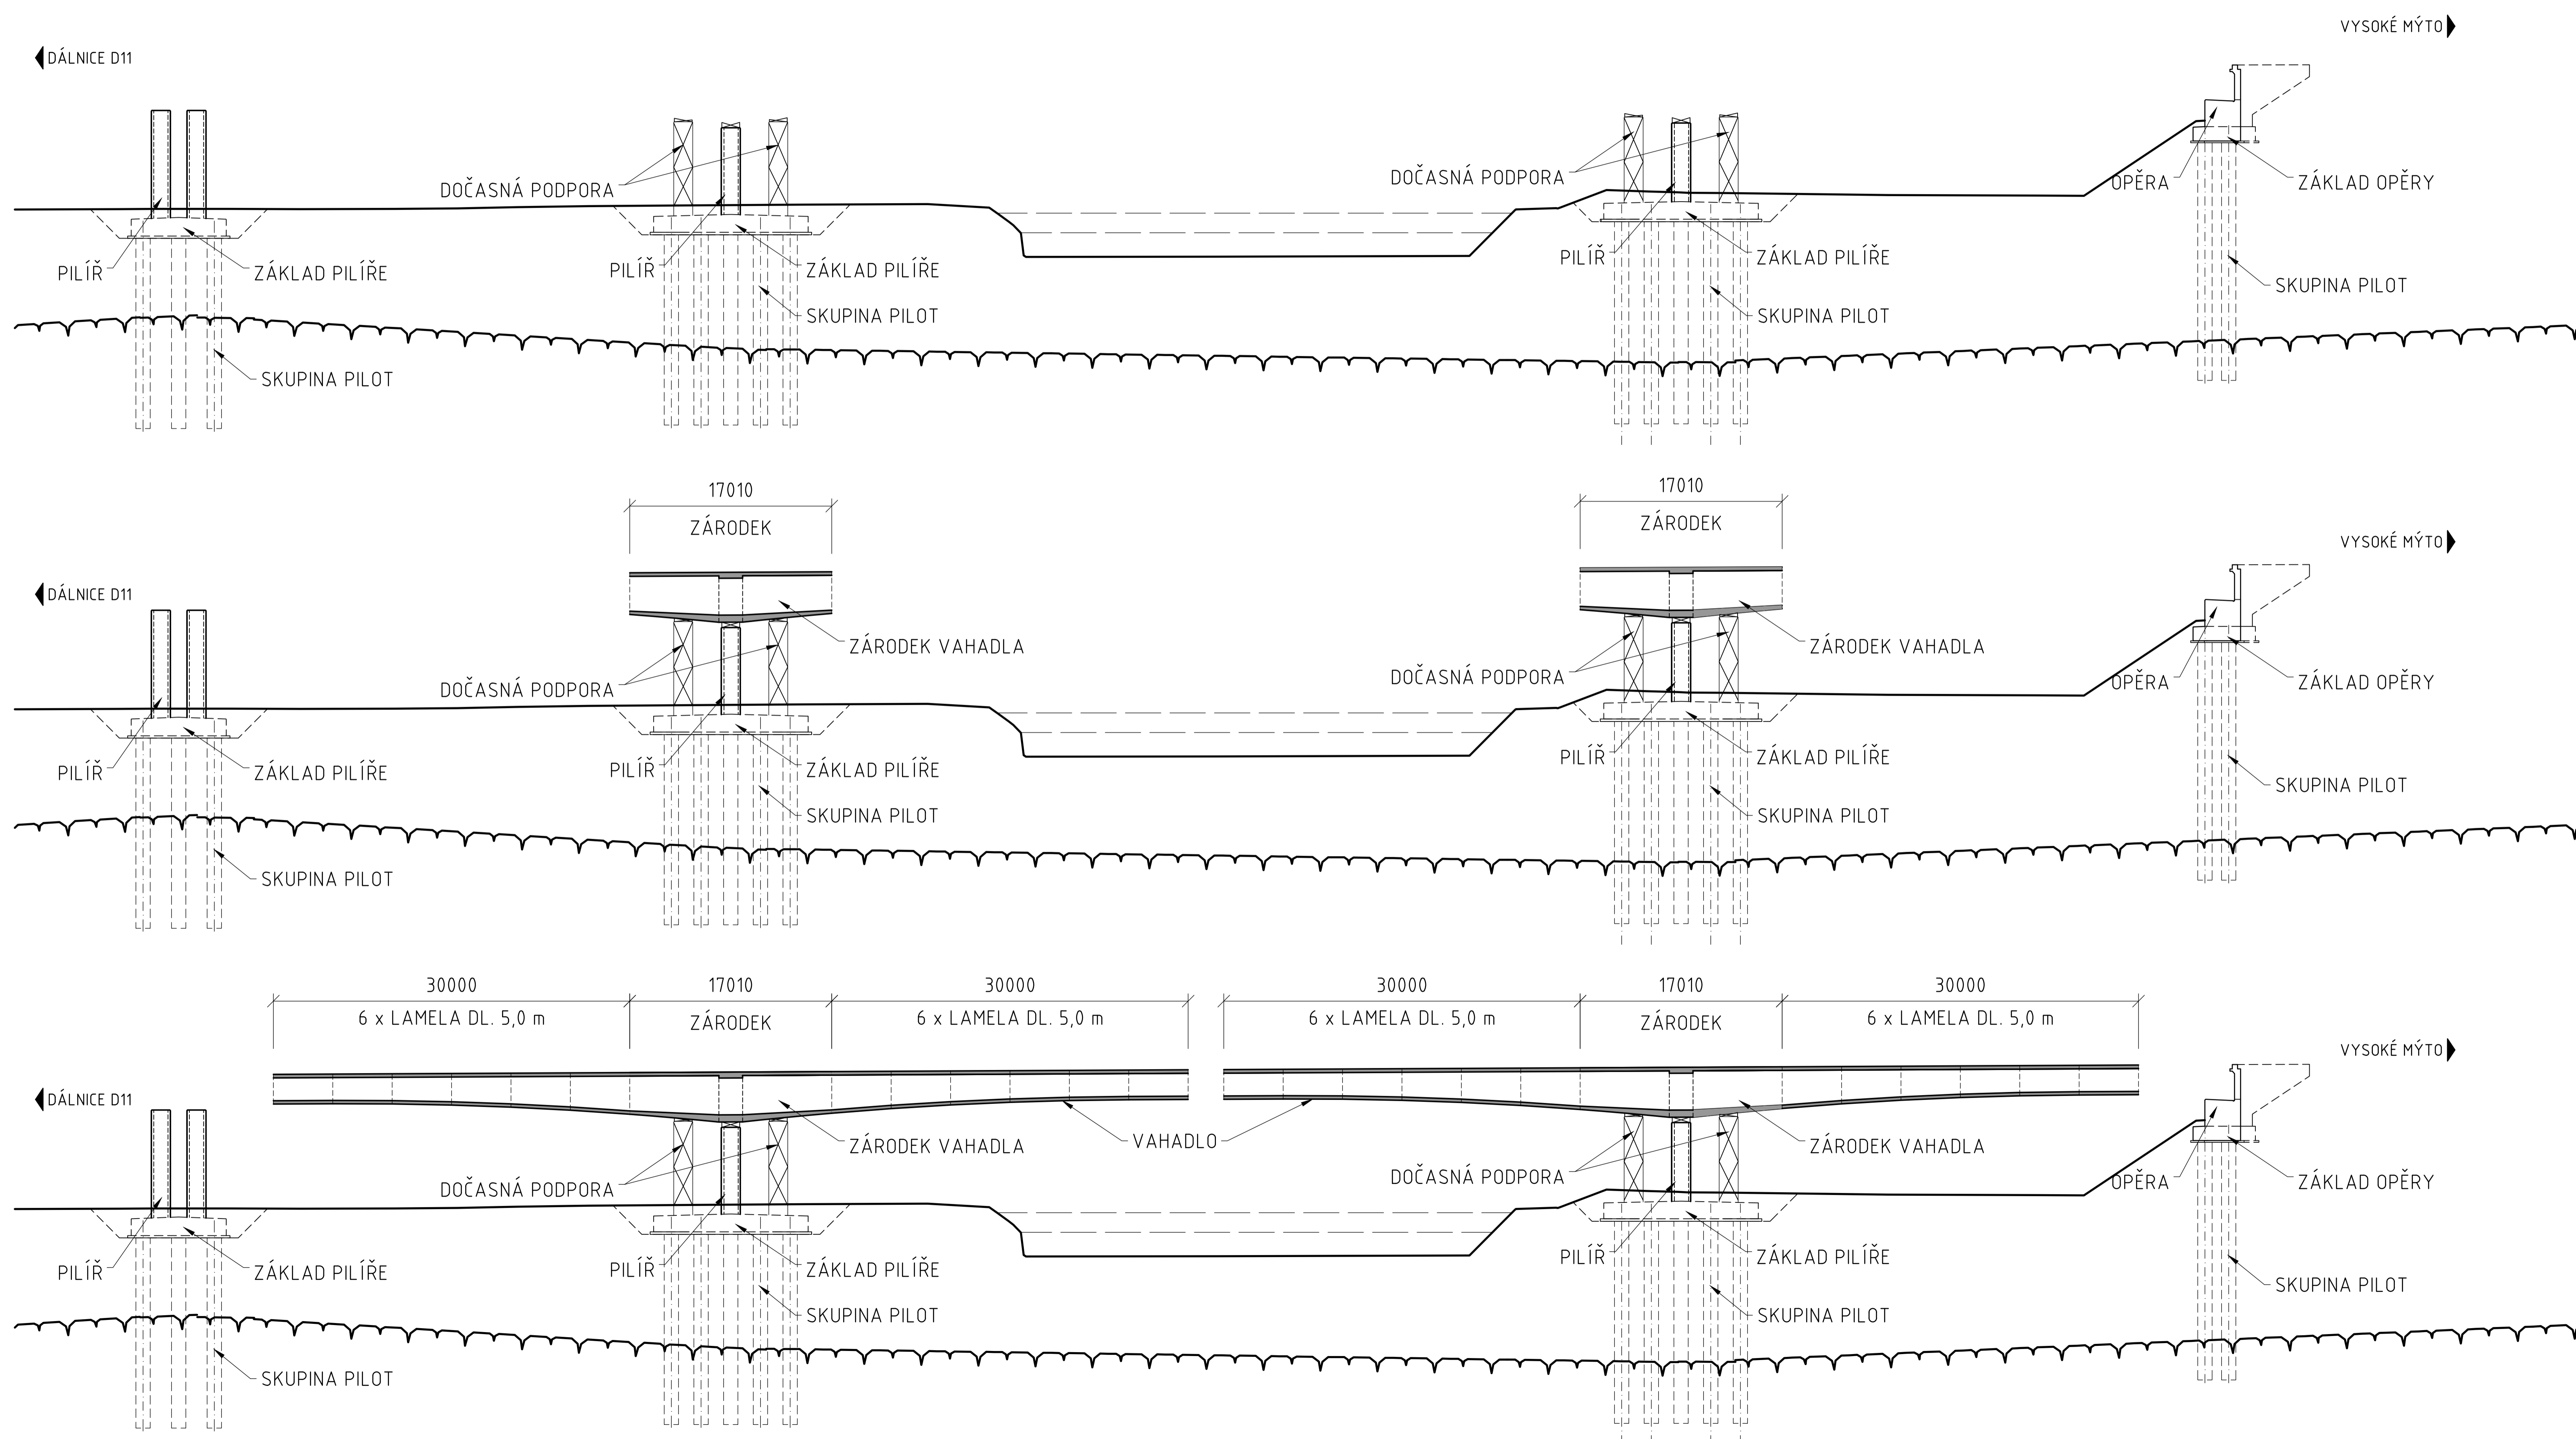 VYSOKÉ MÝTO
DÁLNICE D11
DOČASNÁ PODPORA
DOČASNÁ PODPORA
OPĚRA
ZÁKLAD OPĚRY
PILÍŘ
ZÁKLAD PILÍŘE
PILÍŘ
ZÁKLAD PILÍŘE
PILÍŘ
ZÁKLAD PILÍŘE
SKUPINA PILOT
SKUPINA PILOT
SKUPINA PILOT
SKUPINA PILOT
17010
ZÁRODEK
17010
ZÁRODEK
VYSOKÉ MÝTO
DÁLNICE D11
ZÁRODEK VAHADLA
ZÁRODEK VAHADLA
DOČASNÁ PODPORA
DOČASNÁ PODPORA
OPĚRA
ZÁKLAD OPĚRY
PILÍŘ
ZÁKLAD PILÍŘE
PILÍŘ
ZÁKLAD PILÍŘE
PILÍŘ
ZÁKLAD PILÍŘE
SKUPINA PILOT
SKUPINA PILOT
SKUPINA PILOT
SKUPINA PILOT
30000
17010
30000
30000
17010
30000
6 x LAMELA DL. 5,0 m
ZÁRODEK
6 x LAMELA DL. 5,0 m
6 x LAMELA DL. 5,0 m
ZÁRODEK
6 x LAMELA DL. 5,0 m
VYSOKÉ MÝTO
DÁLNICE D11
ZÁRODEK VAHADLA
VAHADLO
ZÁRODEK VAHADLA
DOČASNÁ PODPORA
DOČASNÁ PODPORA
OPĚRA
ZÁKLAD OPĚRY
PILÍŘ
ZÁKLAD PILÍŘE
PILÍŘ
ZÁKLAD PILÍŘE
PILÍŘ
ZÁKLAD PILÍŘE
SKUPINA PILOT
SKUPINA PILOT
SKUPINA PILOT
SKUPINA PILOT